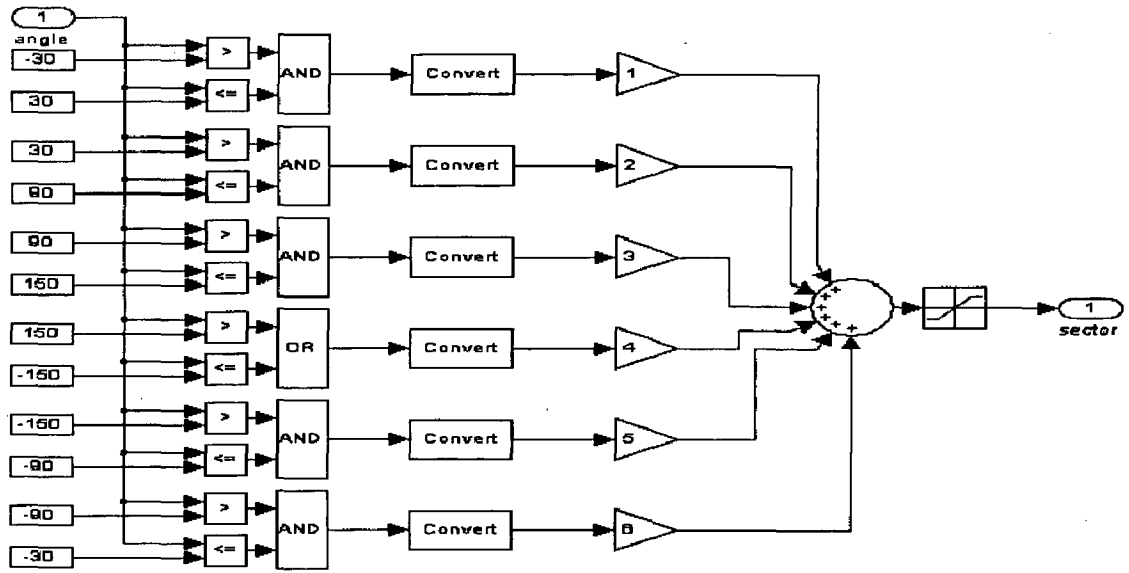 1
angle
-30
> AND Convert 1
30
<=
30
> AND Convert 2
90
<=
90
> AND Convert 3
150
<=
150
> OR Convert 4
-150
<=
-150
> AND Convert 5
-90
<=
-90
> AND Convert 6
-30
<=
+ + + + + +
1
sector